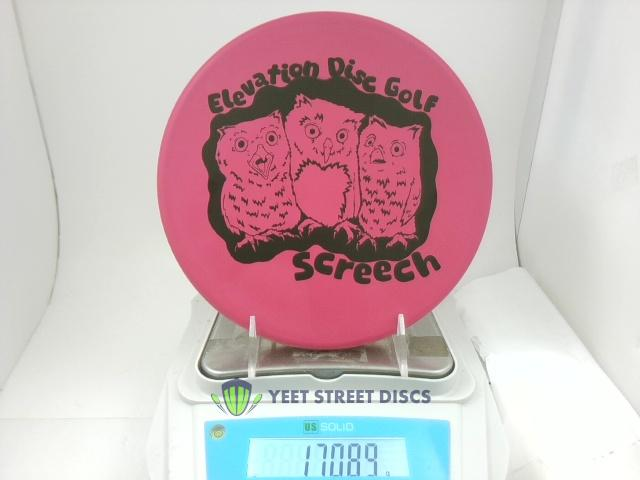 Elevation Disc Golf
Screech
YEET STREET DISCS
US SOLID
170.89 g